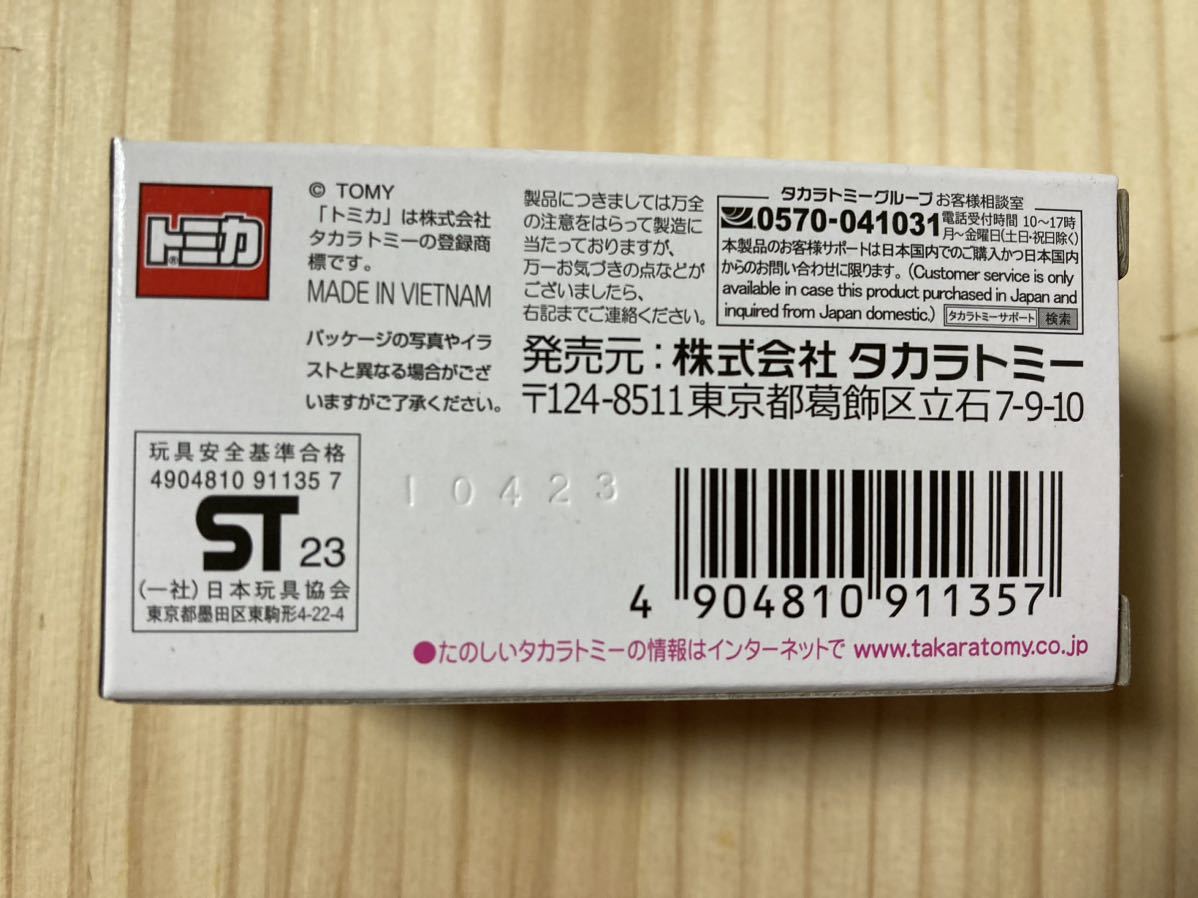 トミカ®
© TOMY
「トミカ」は株式会社
タカラトミーの登録商
標です。
MADE IN VIETNAM
パッケージの写真やイラ
ストと異なる場合がござ
いますがご了承ください。
製品につきましては万全
の注意をはらって製造に
当たっておりますが、
万一お気づきの点などが
ございましたら、
右記までご連絡ください。
タカラトミーグループ お客様相談室
0570-041031 電話受付時間 10〜17時
月〜金曜日(土日・祝日除く)
本製品のお客様サポートは日本国内でのご購入かつ日本国内
からのお問い合わせに限ります。(Customer service is only
available in case this product purchased in Japan and
inquired from Japan domestic.) タカラトミーサポート 検索
発売元:株式会社 タカラトミー
〒124-8511 東京都葛飾区立石7-9-10
玩具安全基準合格
4904810 91135 7
ST 23
(一社)日本玩具協会
東京都墨田区東駒形4-22-4
10423
4 904810 911357
●たのしいタカラトミーの情報はインターネットで www.takaratomy.co.jp